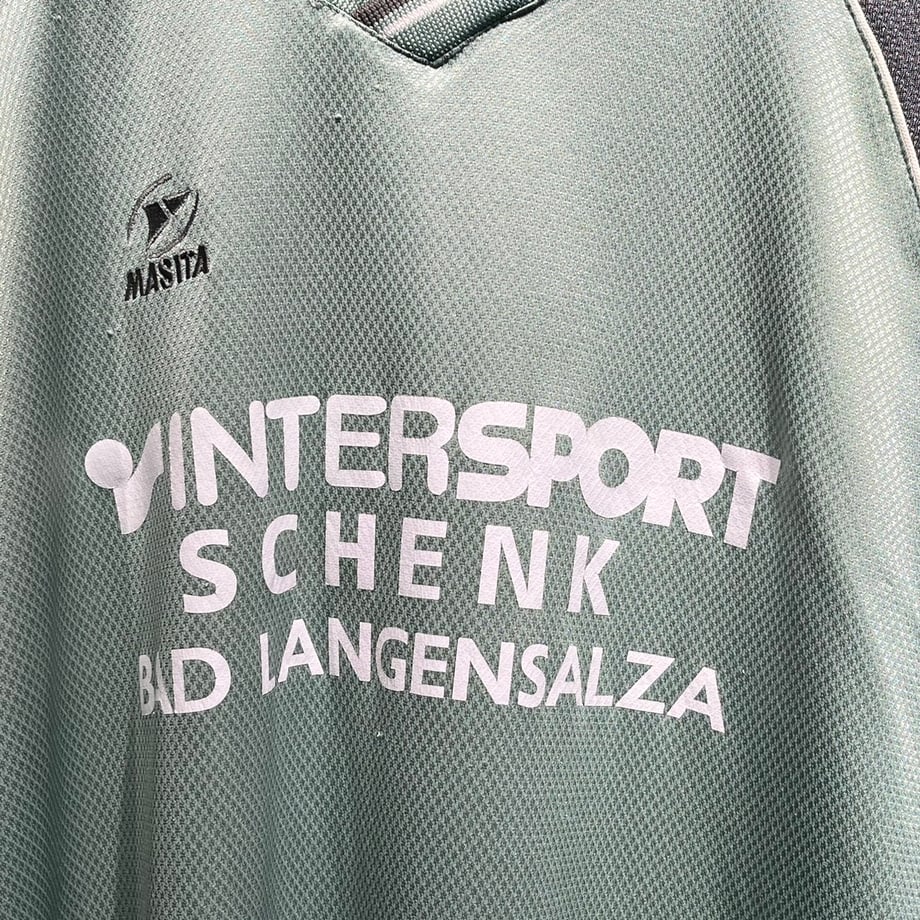 MASITA
INTERSPORT
SCHENK
BAD LANGENSALZA